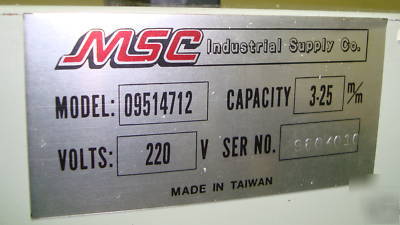 MSC Industrial Supply Co.
MODEL: 09514712 CAPACITY 3-25 m/m
VOLTS: 220 V SER NO.
MADE IN TAIWAN